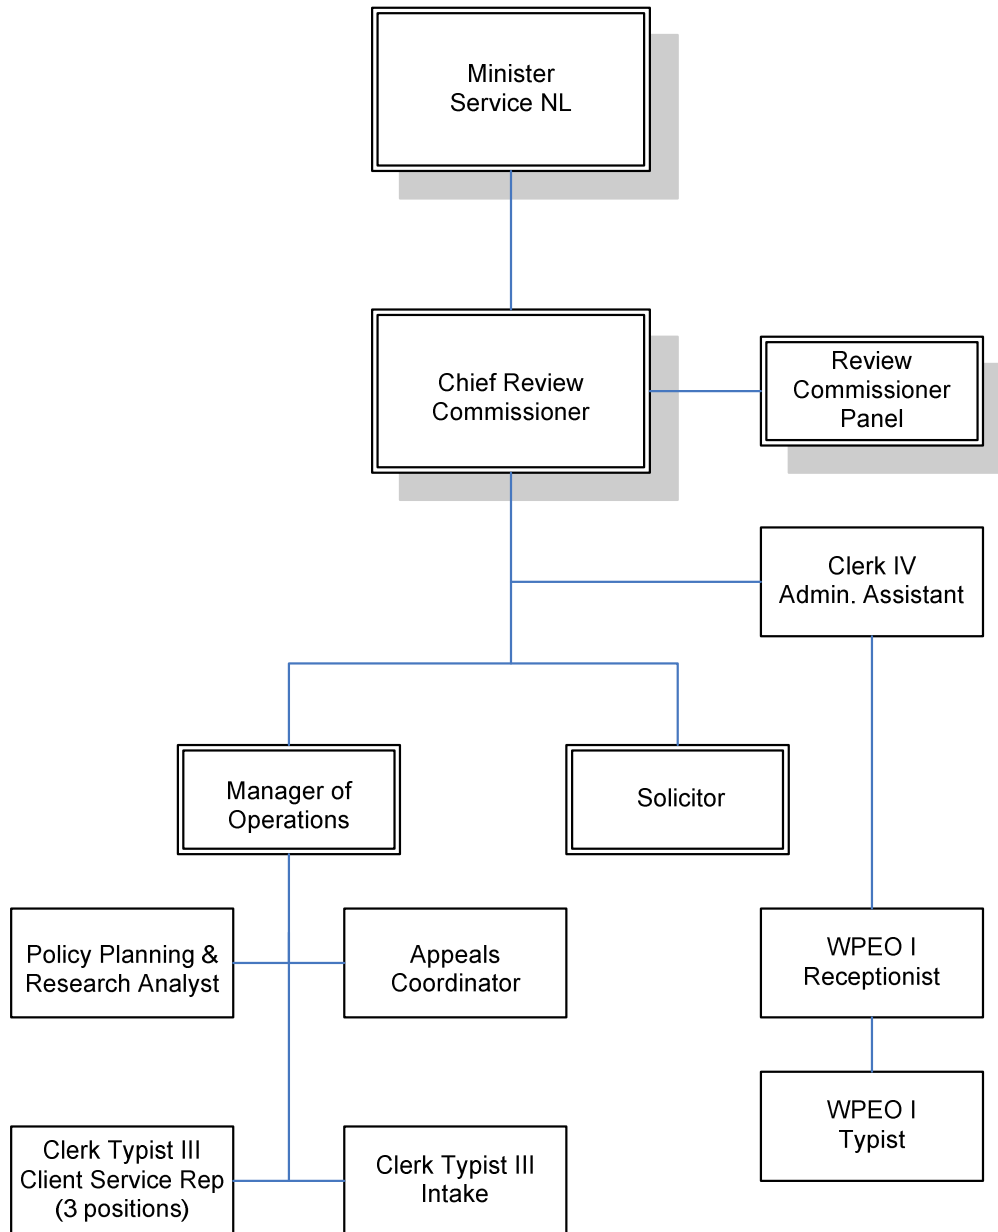 Minister
Service NL
Chief Review
Commissioner
Review
Commissioner
Panel
Clerk IV
Admin. Assistant
Manager of
Operations
Solicitor
Policy Planning &
Research Analyst
Appeals
Coordinator
WPEO I
Receptionist
WPEO I
Typist
Clerk Typist III
Client Service Rep
(3 positions)
Clerk Typist III
Intake